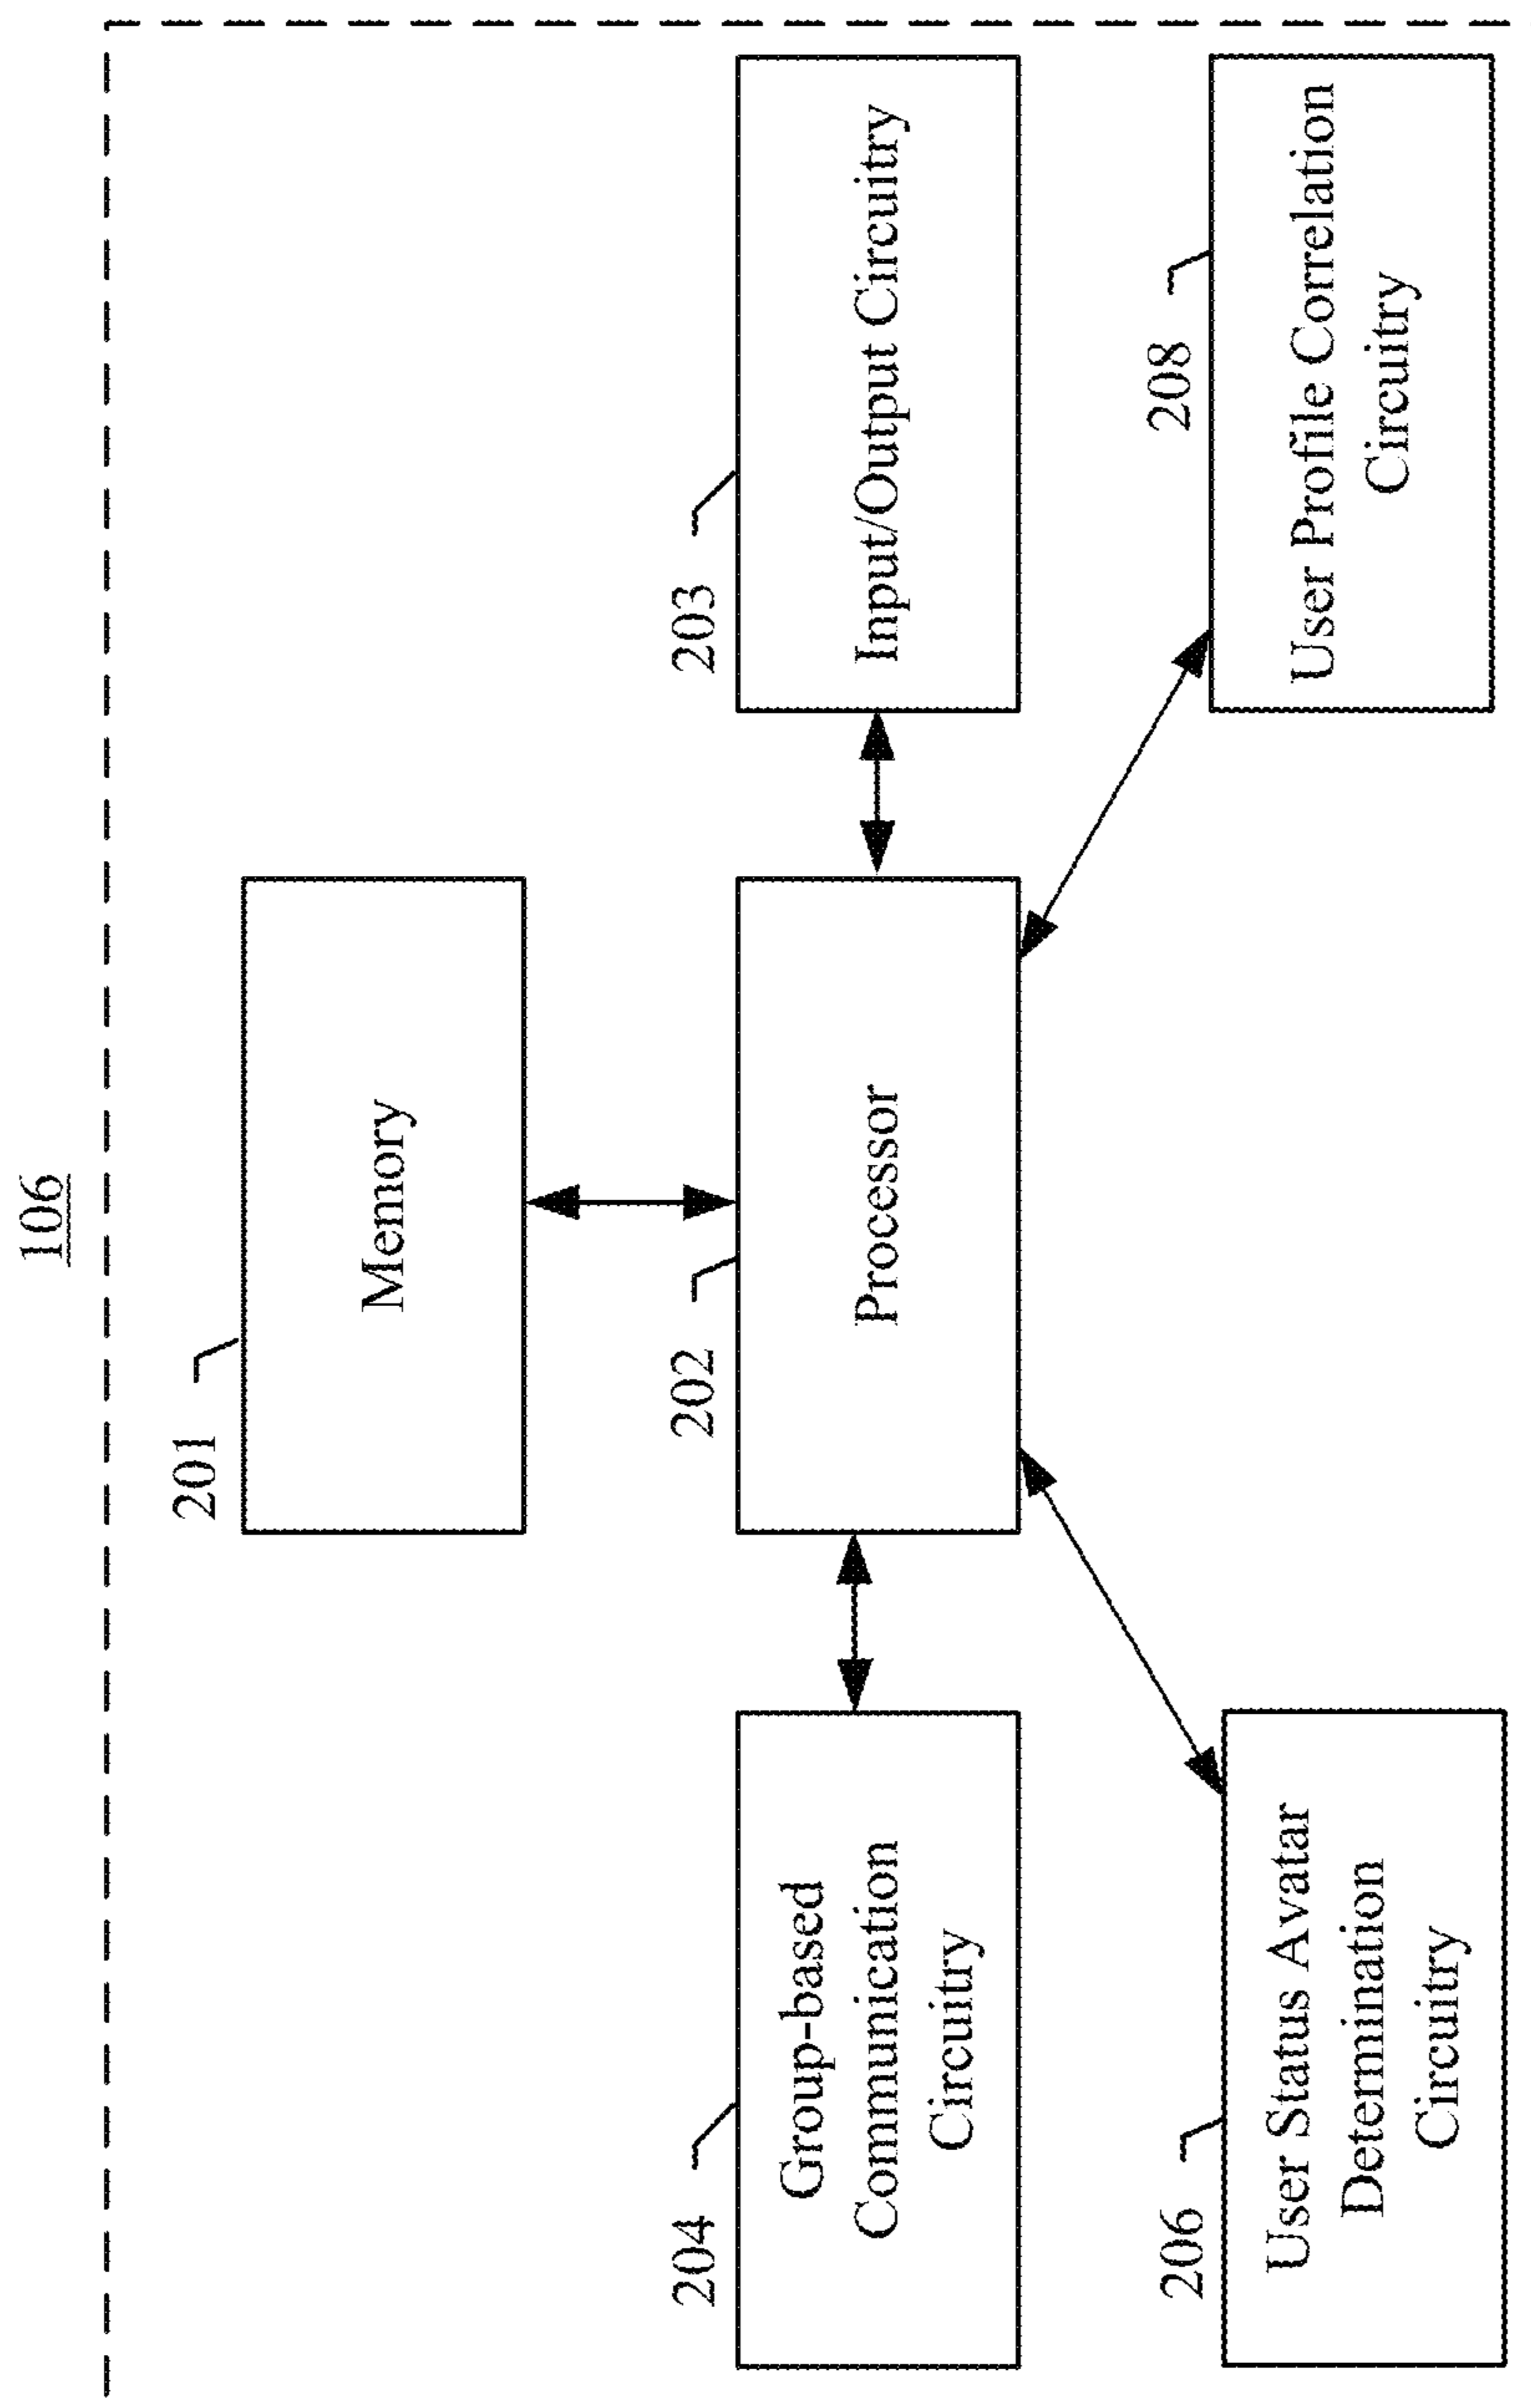 106
201
Memory
204
Group-based
Communication
Circuitry
202
Processor
203
Input/Output Circuitry
206
User Status Avatar
Determination
Circuitry
208
User Profile Correlation
Circuitry